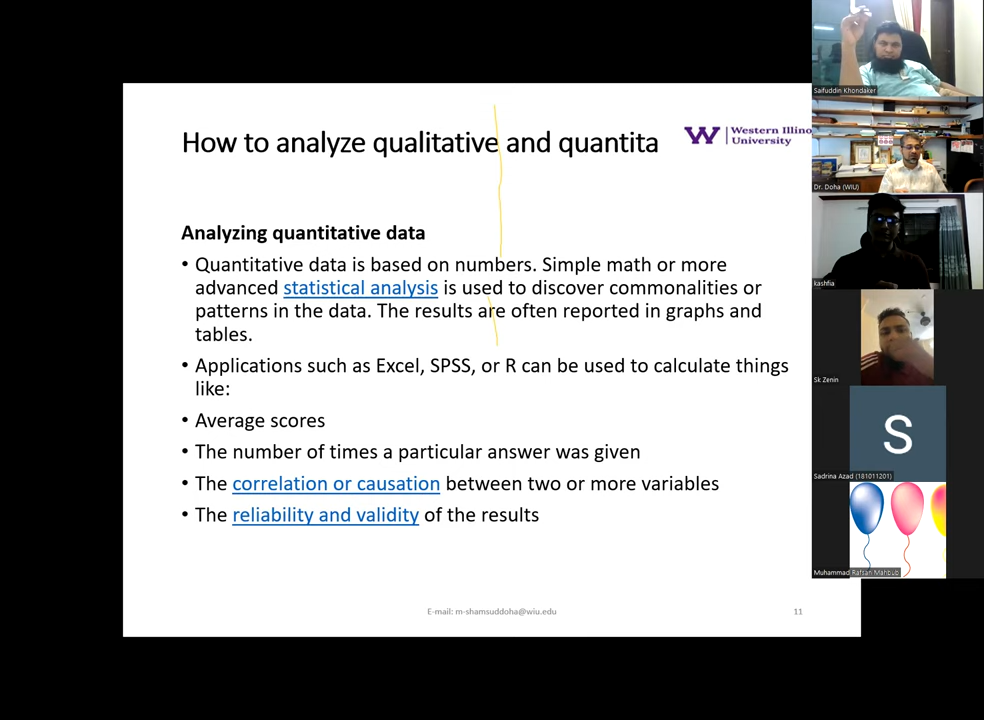 How to analyze qualitative and quantita
Western Illino
University
Analyzing quantitative data
• Quantitative data is based on numbers. Simple math or more
advanced statistical analysis is used to discover commonalities or
patterns in the data. The results are often reported in graphs and
tables.
• Applications such as Excel, SPSS, or R can be used to calculate things
like:
• Average scores
• The number of times a particular answer was given
• The correlation or causation between two or more variables
• The reliability and validity of the results
E-mail: m-shamsuddoha@wiu.edu
11
Saifuddin Khondaker
Dr. Doha (WIU)
kashfia
Sk Zenin
S
Sadrina Azad (181011201)
Muhammad Rafsan Mahbub